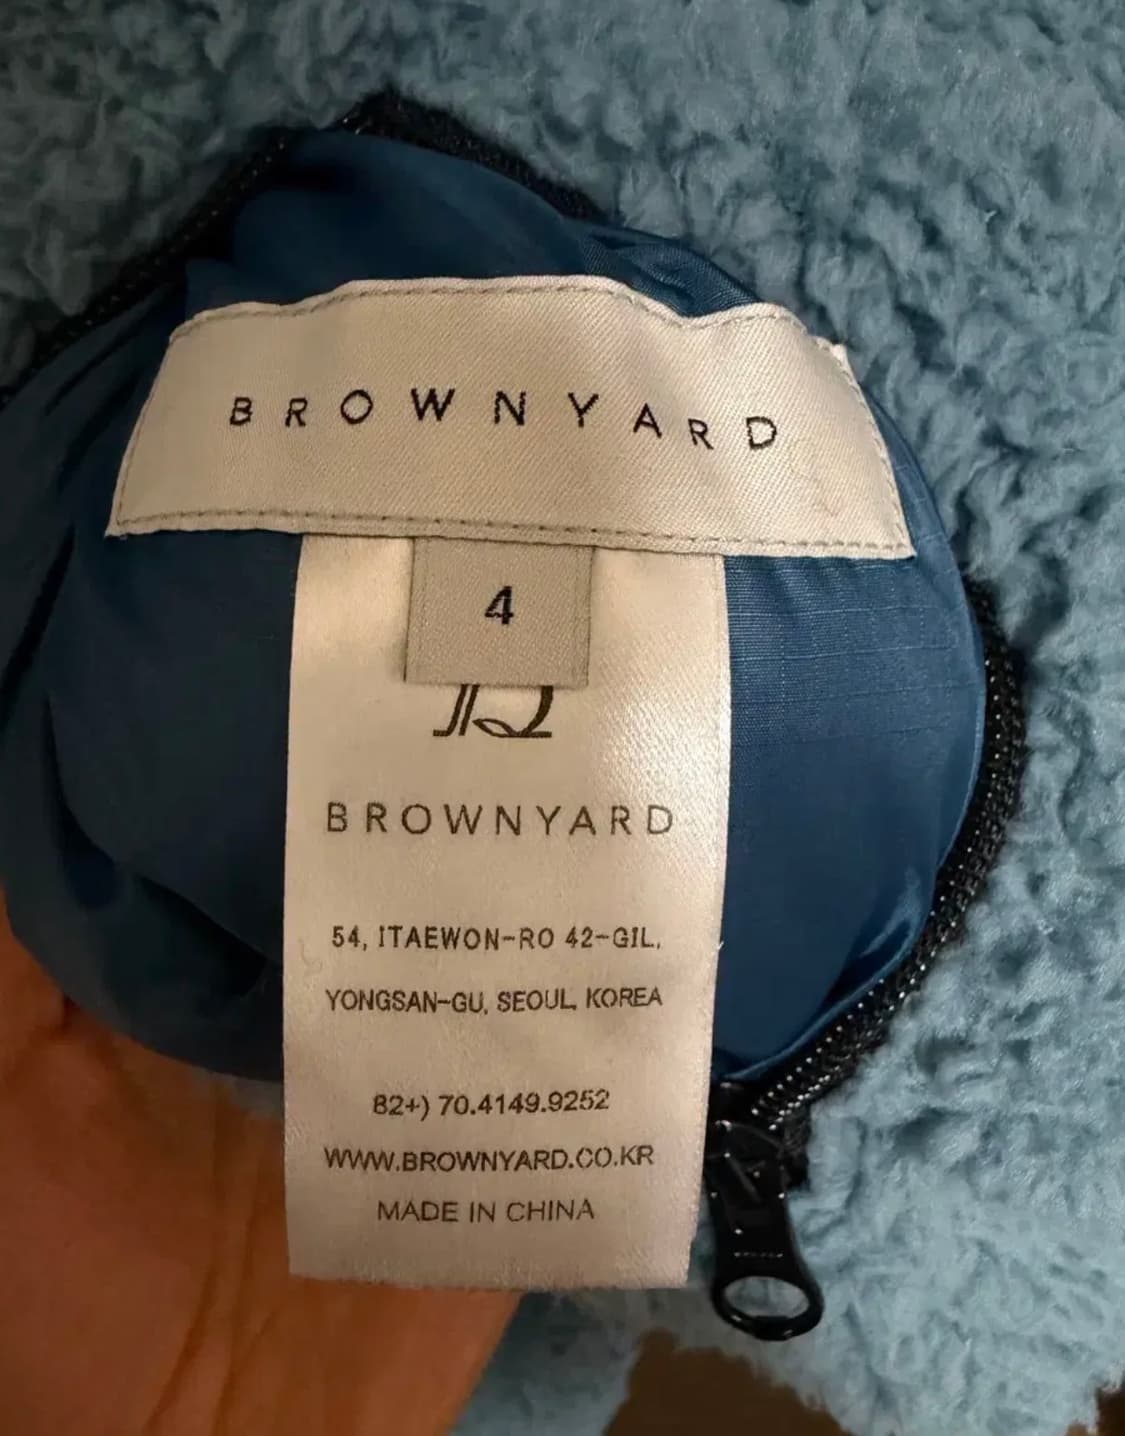 BROWNYARD
4
BROWNYARD
54, ITAEWON-RO 42-GIL,
YONGSAN-GU, SEOUL, KOREA
82+) 70.4149.9252
WWW.BROWNYARD.CO.KR
MADE IN CHINA